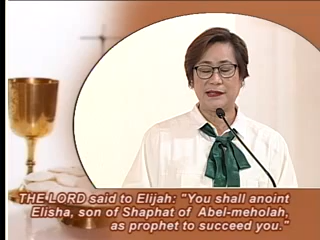 THE LORD said to Elijah: "You shall anoint
Elisha, son of Shaphat of Abel-meholah,
as prophet to succeed you."